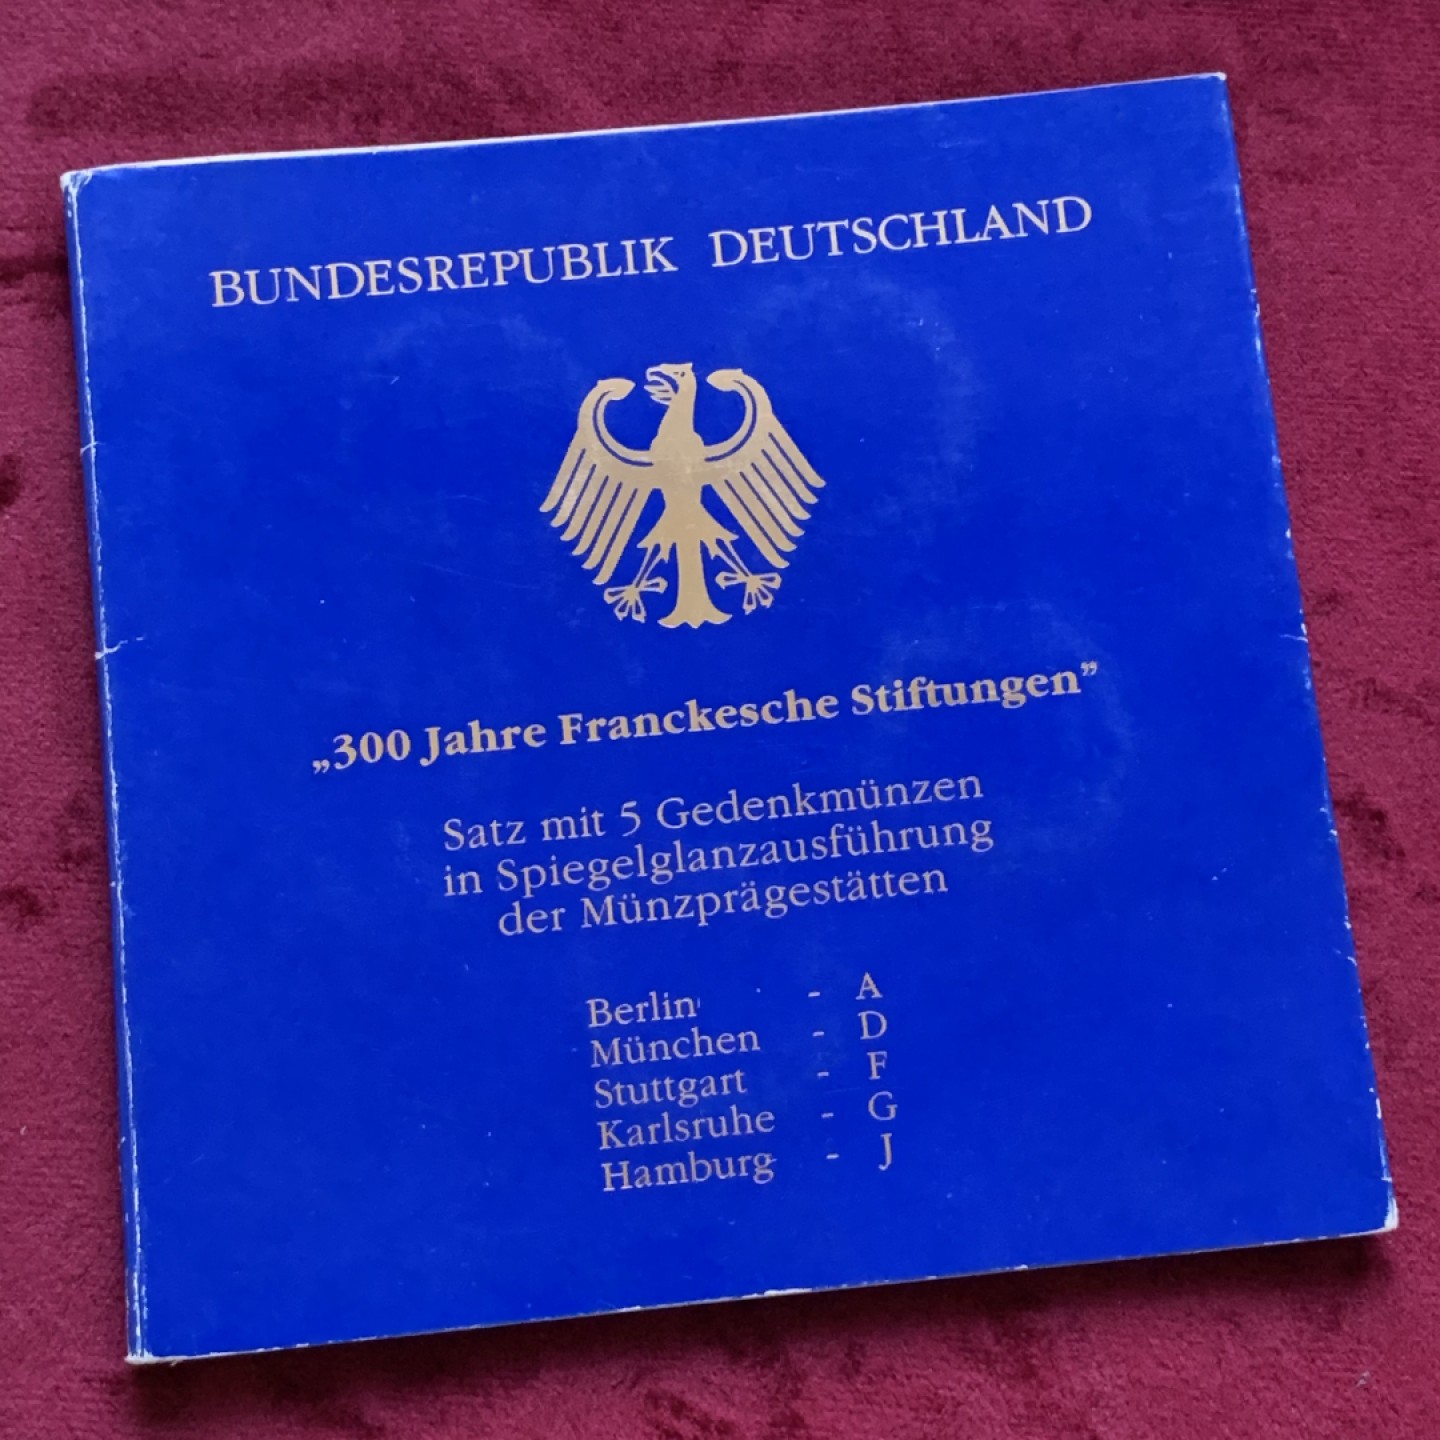 BUNDESREPUBLIK DEUTSCHLAND
„300 Jahre Franckesche Stiftungen”
Satz mit 5 Gedenkmünzen
in Spiegelglanzausführung
der Münzprägestätten
Berlin - A
München - D
Stuttgart - F
Karlsruhe - G
Hamburg - J